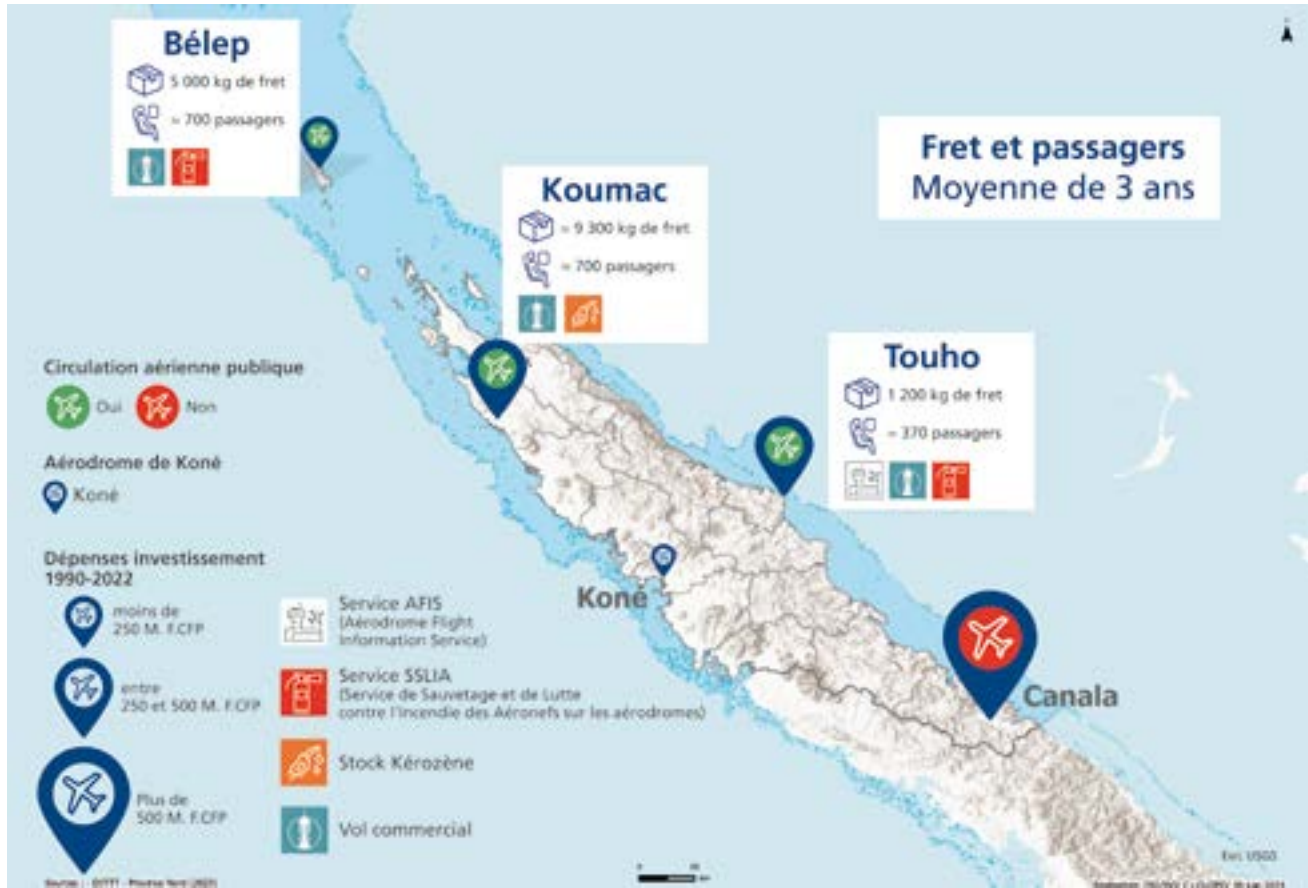 Bélep
5 000 kg de fret
≈ 700 passagers
Koumac
≈ 9 300 kg de fret
≈ 700 passagers
Fret et passagers
Moyenne de 3 ans
Touho
1 200 kg de fret
≈ 370 passagers
Circulation aérienne publique
Oui
Non
Aérodrome de Koné
Koné
Dépenses investissement
1990-2022
moins de
250 M. F.CFP
entre
250 et 500 M. F.CFP
Plus de
500 M. F.CFP
Service AFIS
(Aérodrome Flight
Information Service)
Service SSLIA
(Service de Sauvetage et de Lutte
contre l'Incendie des Aéronefs sur les aérodromes)
Stock Kérozène
Vol commercial
Koné
Canala
Esri, USGS